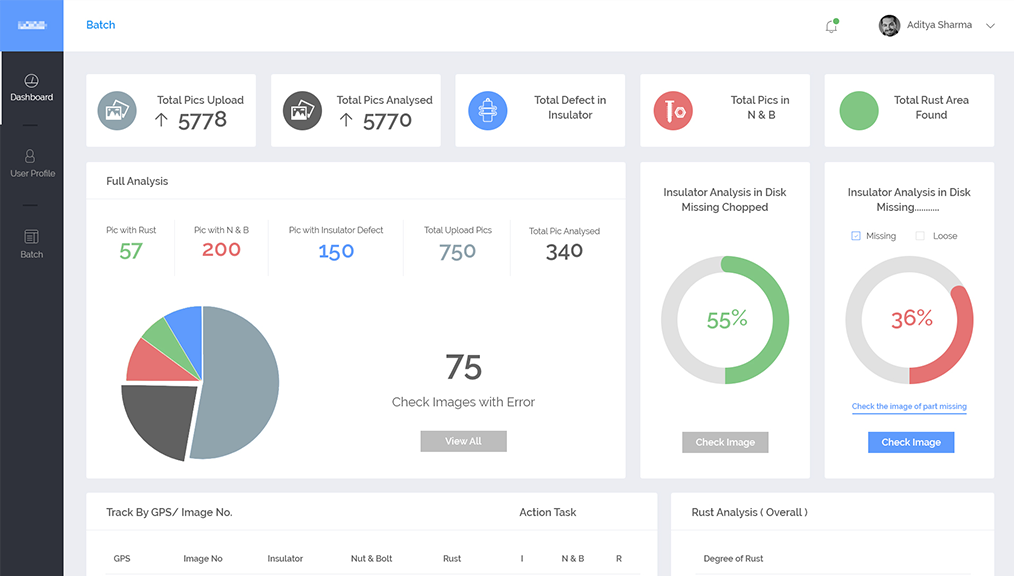 Batch
Aditya Sharma
Dashboard
User Profile
Batch
Total Pics Upload
5778
Total Pics Analysed
5770
Total Defect in
Insulator
Total Pics in
N & B
Total Rust Area
Found
Full Analysis
Pic with Rust
57
Pic with N & B
200
Pic with Insulator Defect
150
Total Upload Pics
750
Total Pic Analysed
340
75
Check Images with Error
View All
Insulator Analysis in Disk
Missing Chopped
55%
Check Image
Insulator Analysis in Disk
Missing...........
Missing
Loose
36%
Check the image of part missing
Check Image
Track By GPS/ Image No.
Action Task
GPS
Image No
Insulator
Nut & Bolt
Rust
I
N & B
R
Rust Analysis ( Overall )
Degree of Rust